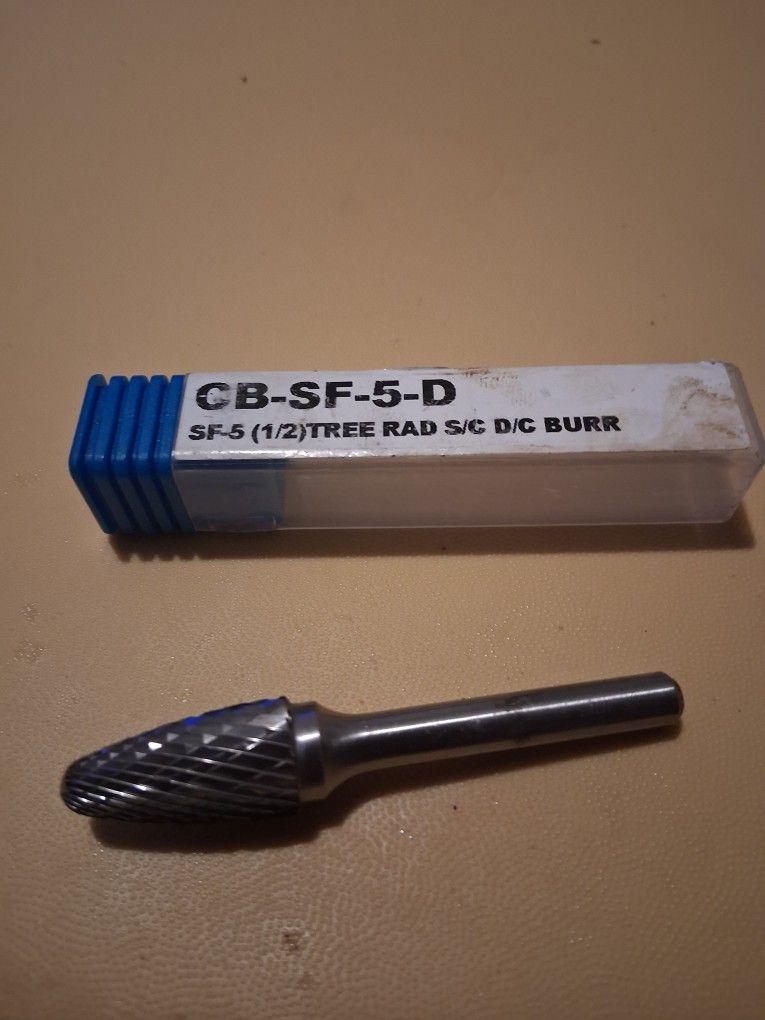 CB-SF-5-D
SF-5 (1/2)TREE RAD S/C D/C BURR